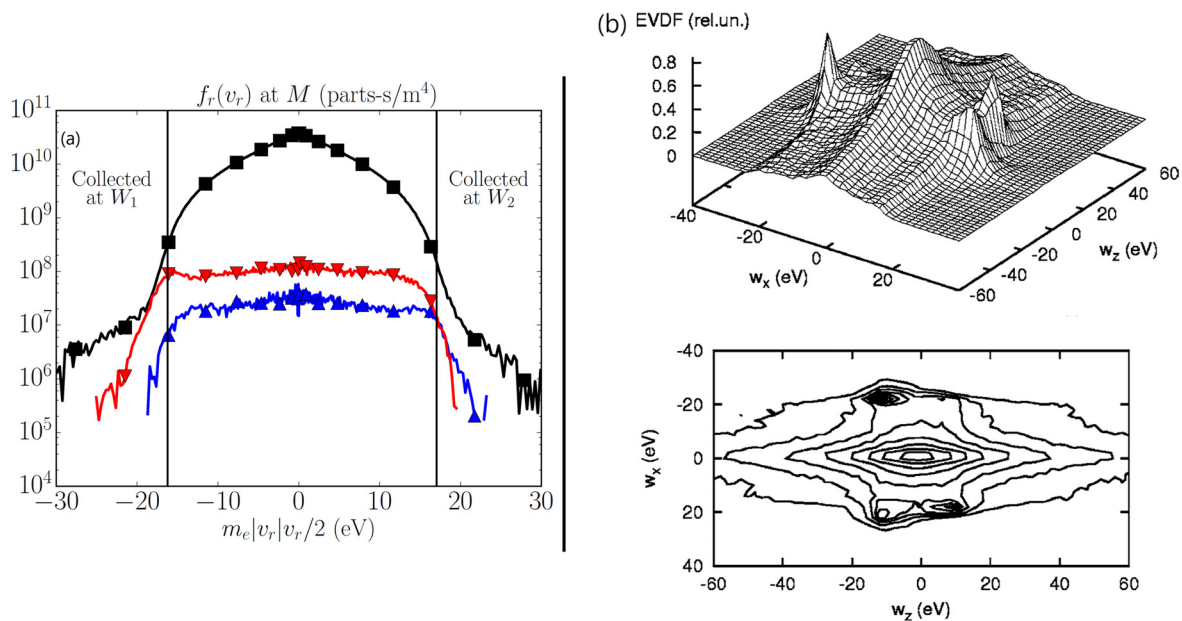 f_r(v_r) at M (parts-s/m^4)
10^11
(a)
10^10
10^9
10^8
10^7
10^6
10^5
10^4
Collected
at W_1
Collected
at W_2
−30 −20 −10 0 10 20 30
m_e|v_r|v_r/2 (eV)
(b) EVDF (rel.un.)
0.8
0.6
0.4
0.2
0
-40
-20
0
20
w_x (eV)
-60
-40
-20
0
20
40
60
w_z (eV)
-40
-20
0
20
40
w_x (eV)
-60 -40 -20 0 20 40 60
w_z (eV)